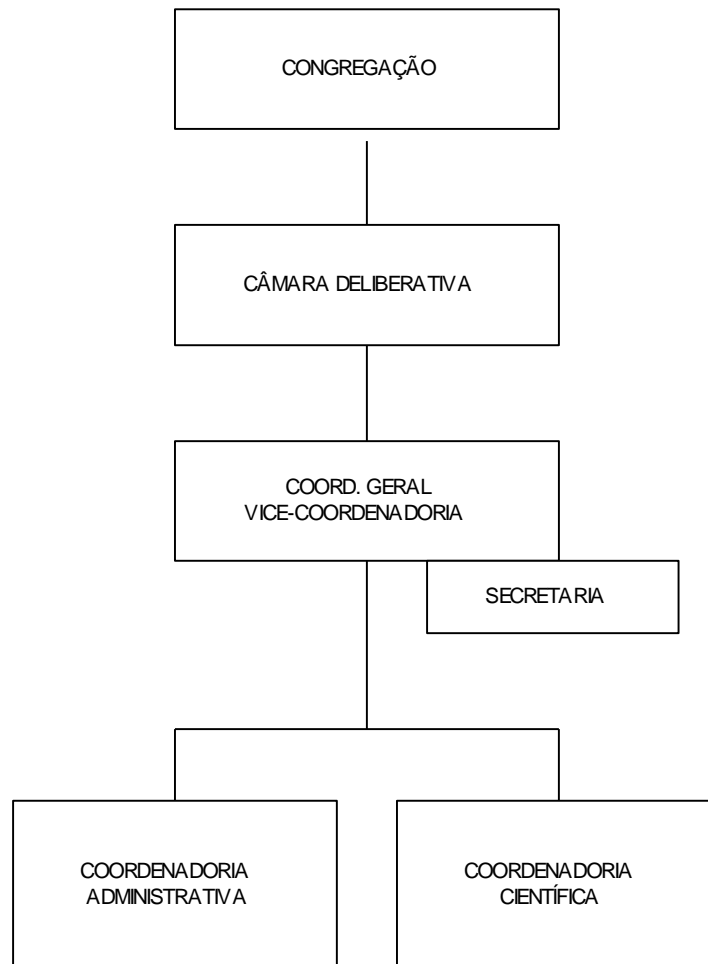 CONGREGAÇÃO
CÂMARA DELIBERATIVA
COORD. GERAL
VICE-COORDENADORIA
SECRETARIA
COORDENADORIA
ADMINISTRATIVA
COORDENADORIA
CIENTÍFICA